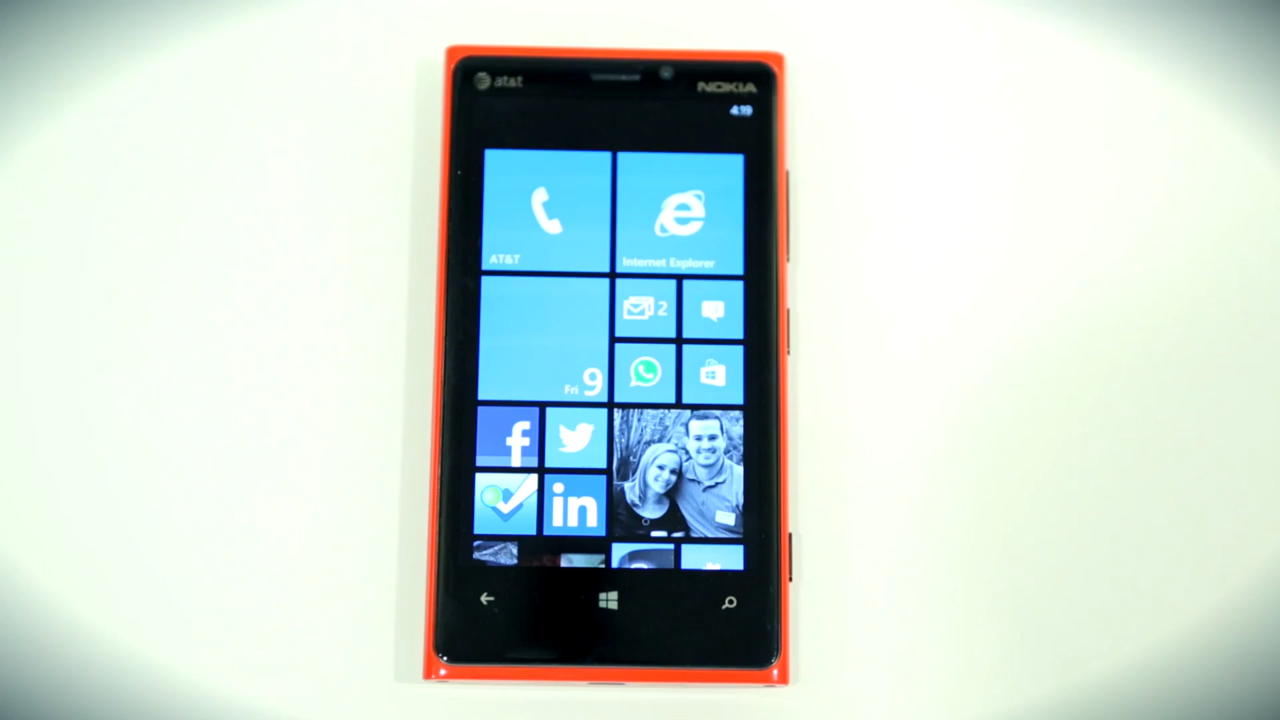 at&t
NOKIA
4:19
AT&T
Internet Explorer
2
Fri 9
f
in